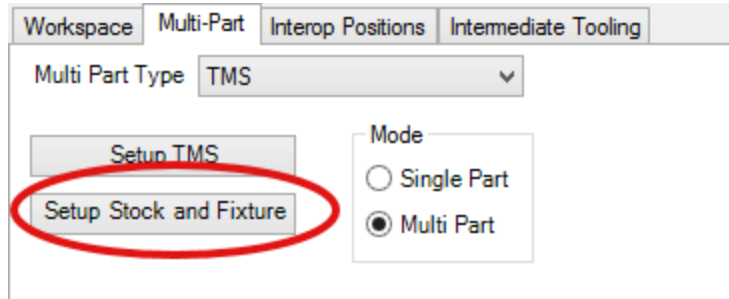 Workspace Multi-Part Interop Positions Intermediate Tooling
Multi Part Type TMS
Setup TMS
Setup Stock and Fixture
Mode
Single Part
Multi Part